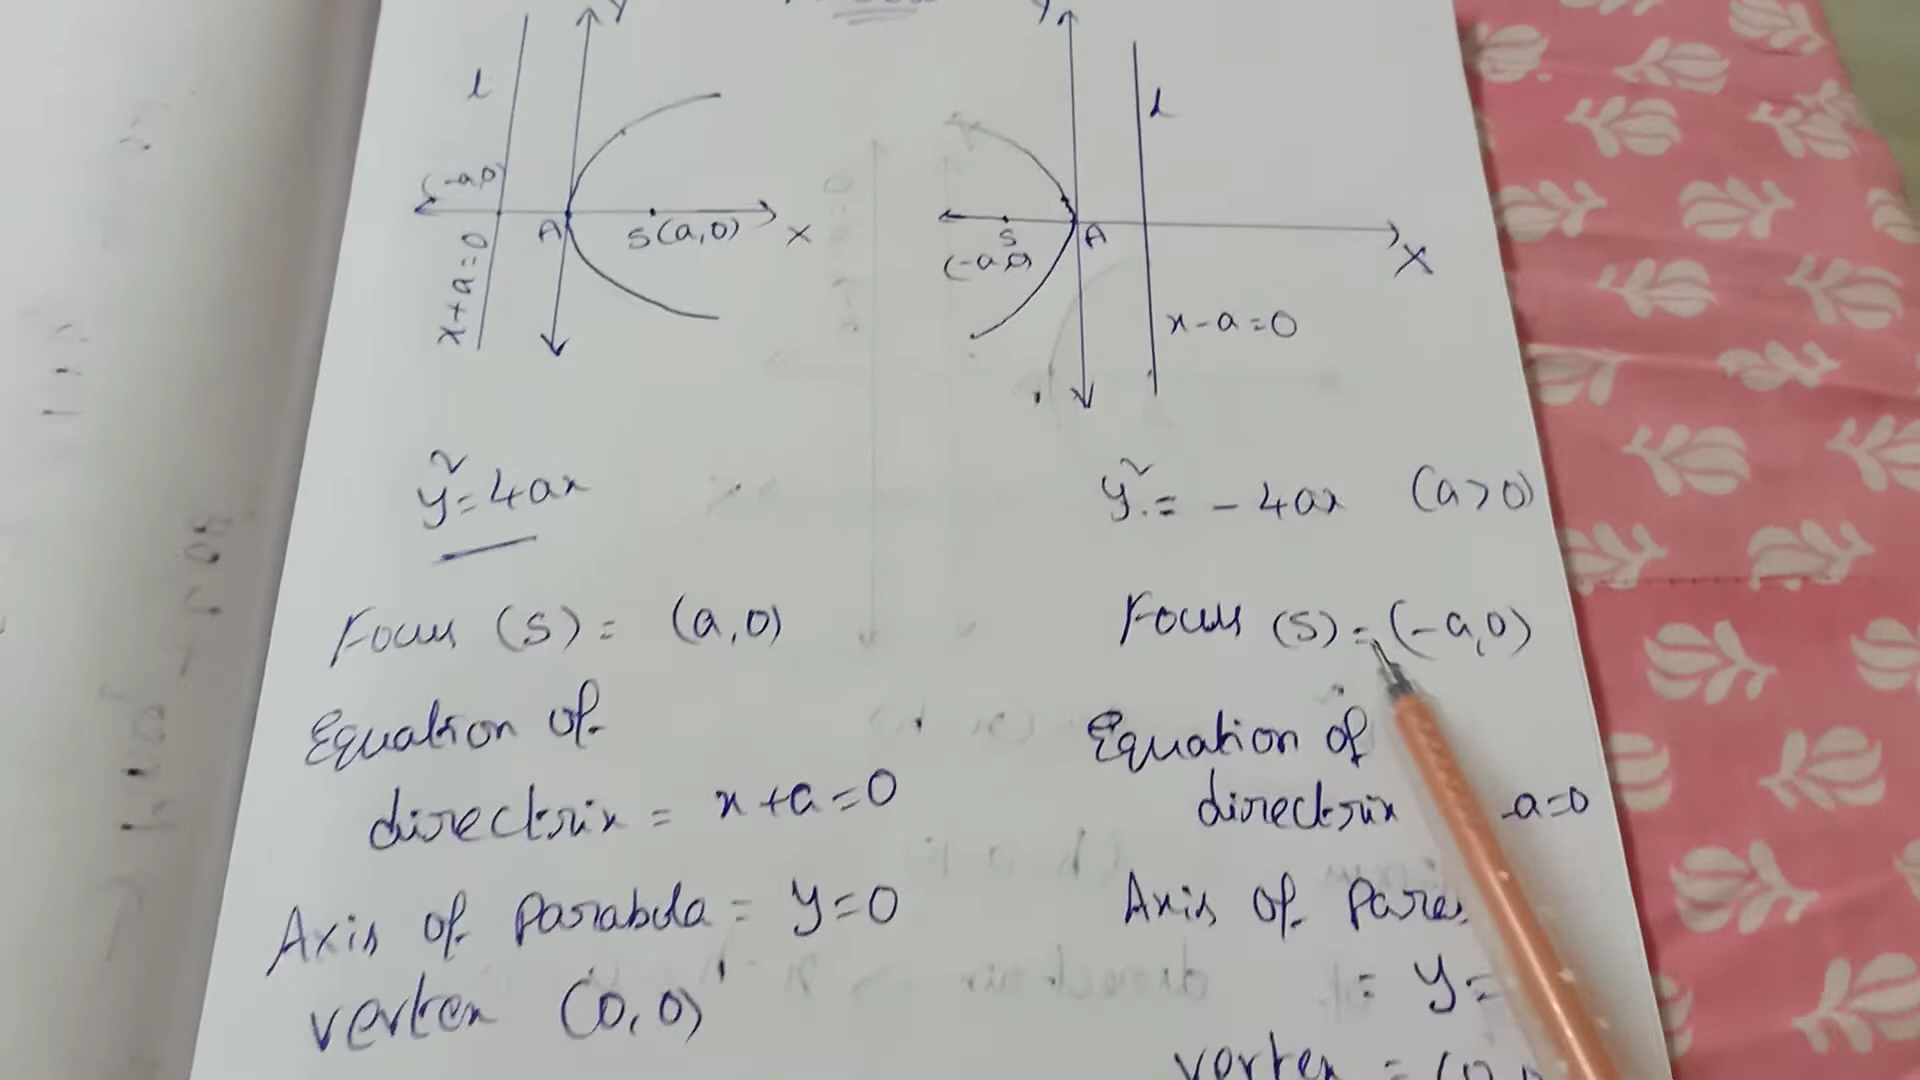 Y
l
(-a,0)
A
S(a,0)
X
x+a=0
y² = 4ax
Focus (S) = (a,0)
Equation of
directrix = x+a=0
Axis of parabola = y=0
vertex (0,0)
Y
l
S
(-a,0)
A
X
x-a=0
y² = -4ax (a>0)
Focus (S) = (-a,0)
Equation of
directrix -a=0
Axis of
= y=
vertex =